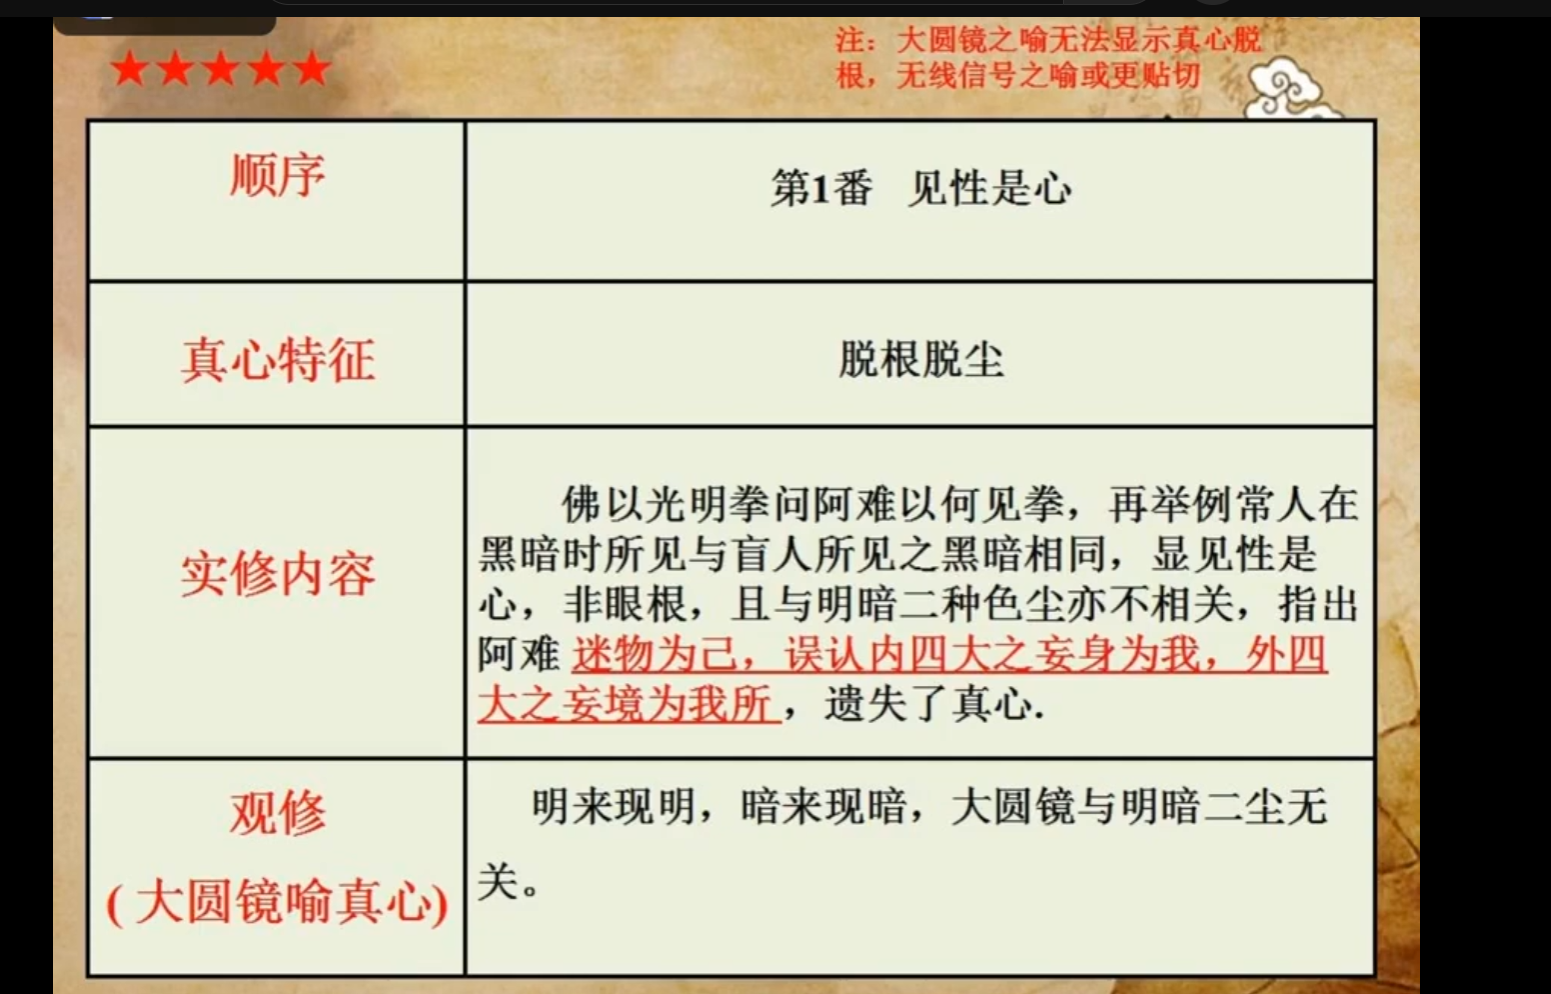 ★★★★★
注：大圆镜之喻无法显示真心脱
根，无线信号之喻或更贴切
顺序
第1番 见性是心
真心特征
脱根脱尘
实修内容
佛以光明拳问阿难以何见拳，再举例常人在
黑暗时所见与盲人所见之黑暗相同，显见性是
心，非眼根，且与明暗二种色尘亦不相关，指出
阿难 迷物为己，误认内四大之妄身为我，外四
大之妄境为我所 ，遗失了真心.
观修
( 大圆镜喻真心)
明来现明，暗来现暗，大圆镜与明暗二尘无
关。